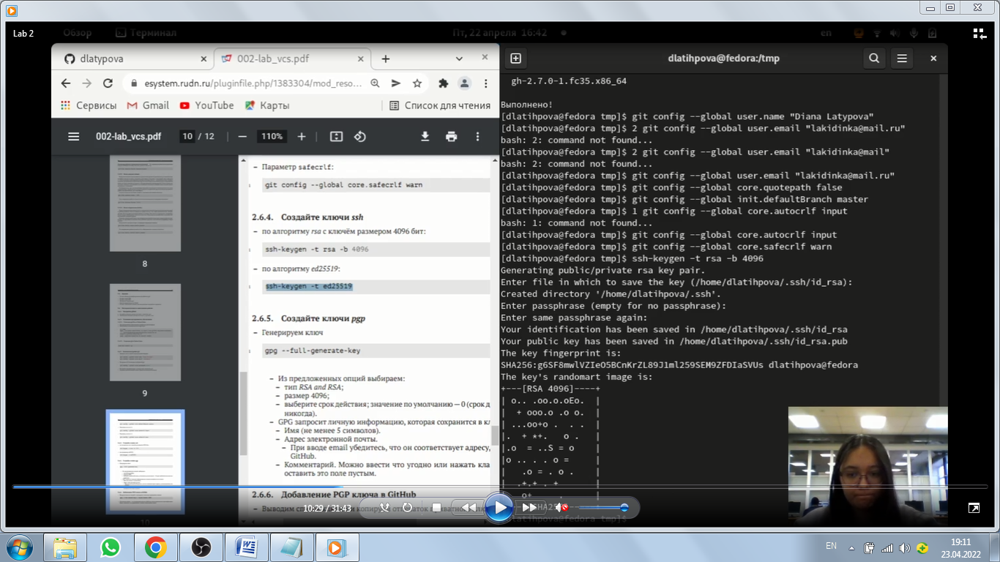 Lab 2
Обзор
Терминал
Пт, 22 апреля 16:42
en
dlatypova
002-lab_vcs.pdf
esystem.rudn.ru/pluginfile.php/1383304/mod_reso...
Сервисы
Gmail
YouTube
Карты
Список для чтения
002-lab_vcs.pdf
10 / 12
110%
8
9
10
– Параметр safecrlf:
git config --global core.safecrlf warn
2.6.4. Создайте ключи ssh
– по алгоритму rsa с ключём размером 4096 бит:
ssh-keygen -t rsa -b 4096
– по алгоритму ed25519:
ssh-keygen -t ed25519
2.6.5. Создайте ключи pgp
– Генерируем ключ
gpg --full-generate-key
– Из предложенных опций выбираем:
– тип RSA and RSA;
– размер 4096;
– выберите срок действия; значение по умолчанию — 0 (срок д
никогда).
– GPG запросит личную информацию, которая сохранится в кл
– Имя (не менее 5 символов).
– Адрес электронной почты.
– При вводе email убедитесь, что он соответствует адресу,
GitHub.
– Комментарий. Можно ввести что угодно или нажать кла
оставить это поле пустым.
2.6.6. Добавление PGP ключа в GitHub
– Выводим
dlatihpova@fedora:/tmp
gh-2.7.0-1.fc35.x86_64
Выполнено!
[dlatihpova@fedora tmp]$ git config --global user.name "Diana Latypova"
[dlatihpova@fedora tmp]$ 2 git config --global user.email "lakidinka@mail.ru"
bash: 2: command not found...
[dlatihpova@fedora tmp]$ 2 git config --global user.email "lakidinka@mail"
bash: 2: command not found...
[dlatihpova@fedora tmp]$ git config --global user.email "lakidinka@mail.ru"
[dlatihpova@fedora tmp]$ git config --global core.quotepath false
[dlatihpova@fedora tmp]$ git config --global init.defaultBranch master
[dlatihpova@fedora tmp]$ 1 git config --global core.autocrlf input
bash: 1: command not found...
[dlatihpova@fedora tmp]$ git config --global core.autocrlf input
[dlatihpova@fedora tmp]$ git config --global core.safecrlf warn
[dlatihpova@fedora tmp]$ ssh-keygen -t rsa -b 4096
Generating public/private rsa key pair.
Enter file in which to save the key (/home/dlatihpova/.ssh/id_rsa):
Created directory '/home/dlatihpova/.ssh'.
Enter passphrase (empty for no passphrase):
Enter same passphrase again:
Your identification has been saved in /home/dlatihpova/.ssh/id_rsa
Your public key has been saved in /home/dlatihpova/.ssh/id_rsa.pub
The key fingerprint is:
SHA256:g6SF8mwlVZIeO5BCnKrZL89J1ml259SEM9ZFDIaSVUs dlatihpova@fedora
The key's randomart image is:
+---[RSA 4096]----+
| o.. .oo.o.oEo.  |
|  + ooo.o .o o.  |
| ...oo+o .  ..   |
|. . + *+.   o .  |
|.o  = ..S = o    |
|o .. . . o =     |
|  .o = . o .     |
| .+.+ . +        |
[dlatihpova@fedora tmp]$
10:29 / 31:43
EN
19:11
23.04.2022